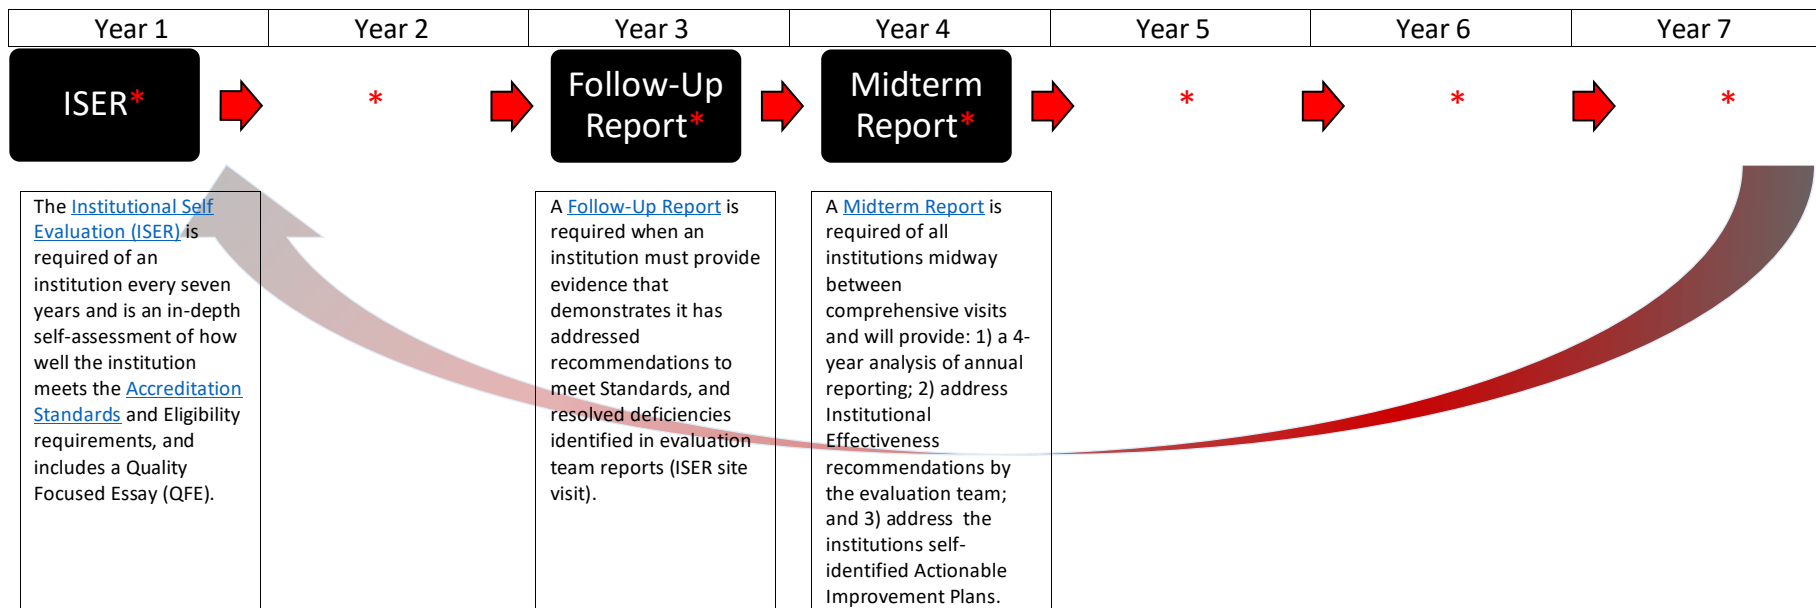 Year 1
Year 2
Year 3
Year 4
Year 5
Year 6
Year 7
ISER*
*
Follow-Up
Report*
Midterm
Report*
*
*
*
The Institutional Self
Evaluation (ISER) is
required of an
institution every seven
years and is an in-depth
self-assessment of how
well the institution
meets the Accreditation
Standards and Eligibility
requirements, and
includes a Quality
Focused Essay (QFE).
A Follow-Up Report is
required when an
institution must provide
evidence that
demonstrates it has
addressed
recommendations to
meet Standards, and
resolved deficiencies
identified in evaluation
team reports (ISER site
visit).
A Midterm Report is
required of all
institutions midway
between
comprehensive visits
and will provide: 1) a 4-
year analysis of annual
reporting; 2) address
Institutional
Effectiveness
recommendations by
the evaluation team;
and 3) address  the
institutions self-
identified Actionable
Improvement Plans.